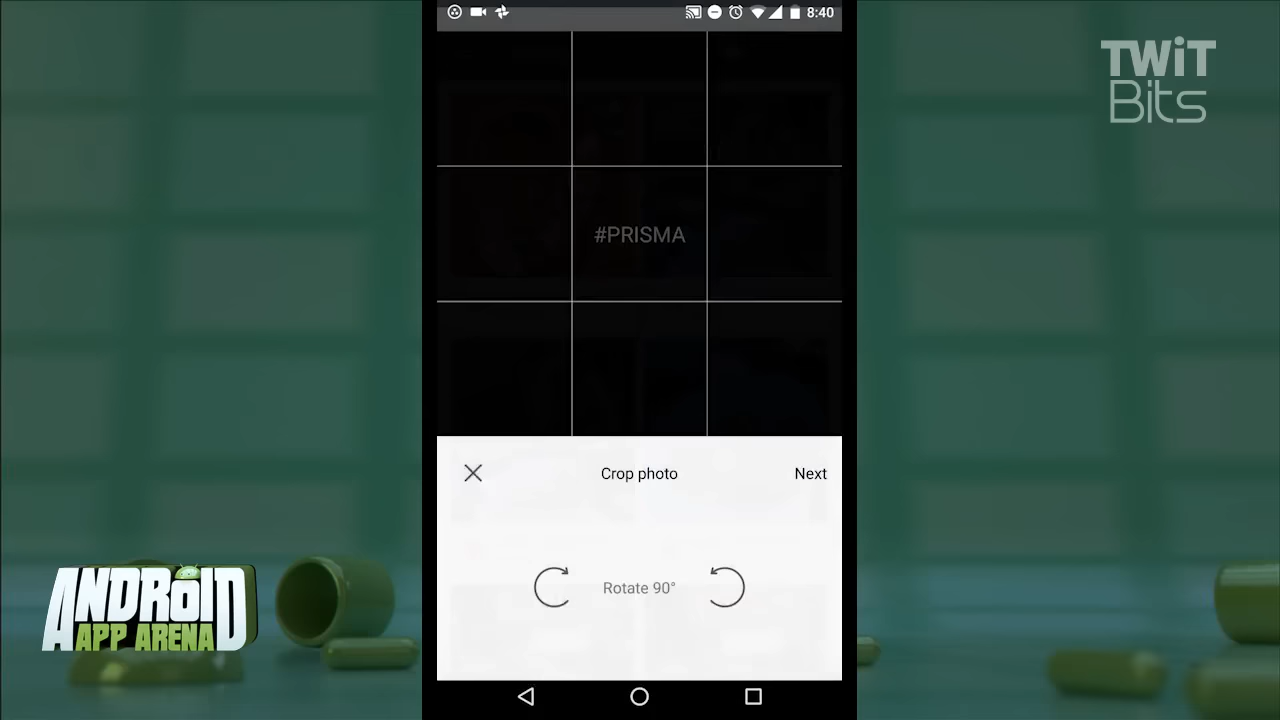 8:40
TWiT
Bits
#PRISMA
Crop photo
Next
Rotate 90°
ANDROID
APP ARENA